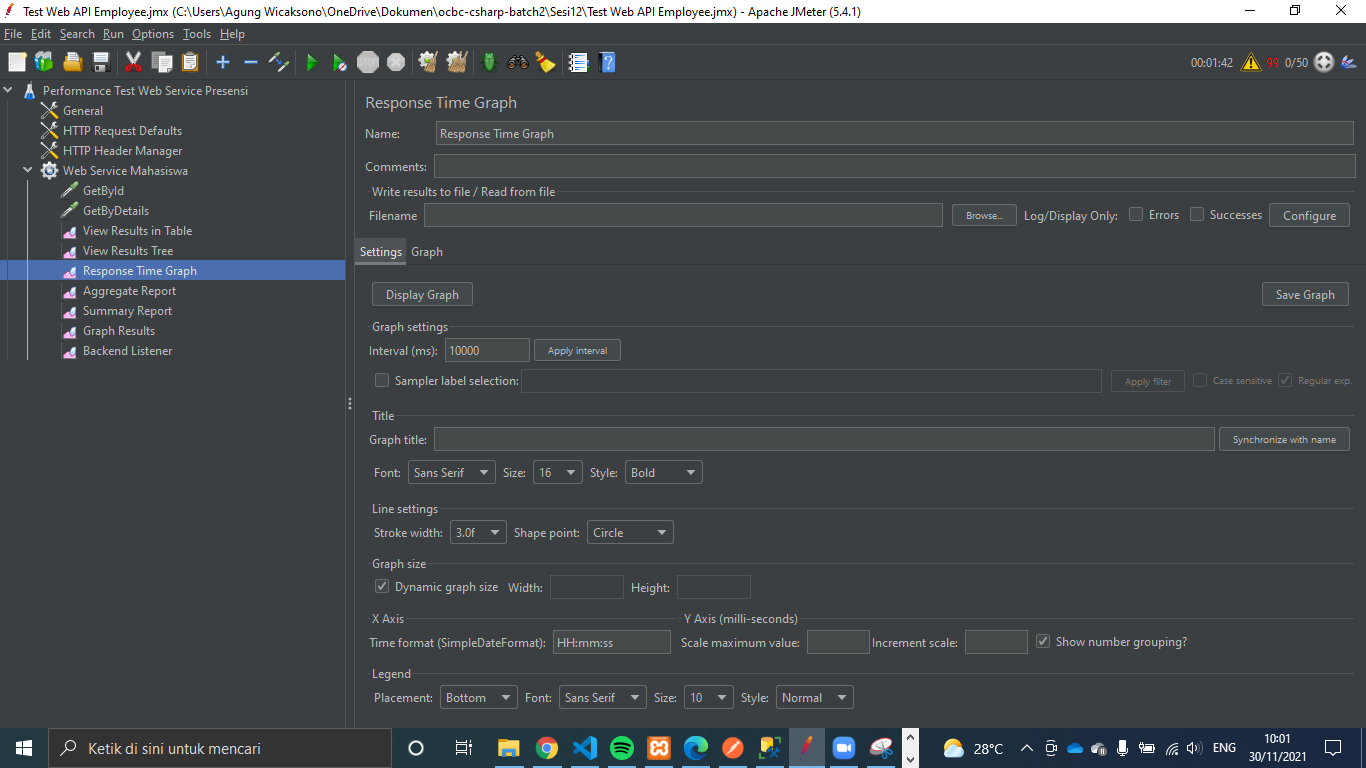 Test Web API Employee.jmx (C:\Users\Agung Wicaksono\OneDrive\Dokumen\ocbc-csharp-batch2\Sesi12\Test Web API Employee.jmx) - Apache JMeter (5.4.1)
File Edit Search Run Options Tools Help
STOP 00:01:42 99 0/50
Performance Test Web Service Presensi
General
HTTP Request Defaults
HTTP Header Manager
Web Service Mahasiswa
GetById
GetByDetails
View Results in Table
View Results Tree
Response Time Graph
Aggregate Report
Summary Report
Graph Results
Backend Listener
Response Time Graph
Name: Response Time Graph
Comments:
Write results to file / Read from file
Filename Browse... Log/Display Only: Errors Successes Configure
Settings Graph
Display Graph Save Graph
Graph settings
Interval (ms): 10000 Apply interval
Sampler label selection: Apply filter Case sensitive Regular exp.
Title
Graph title: Synchronize with name
Font: Sans Serif Size: 16 Style: Bold
Line settings
Stroke width: 3.0f Shape point: Circle
Graph size
Dynamic graph size Width: Height:
X Axis Y Axis (milli-seconds)
Time format (SimpleDateFormat): HH:mm:ss Scale maximum value: Increment scale: Show number grouping?
Legend
Placement: Bottom Font: Sans Serif Size: 10 Style: Normal
Ketik di sini untuk mencari 28°C ENG 10:01
30/11/2021